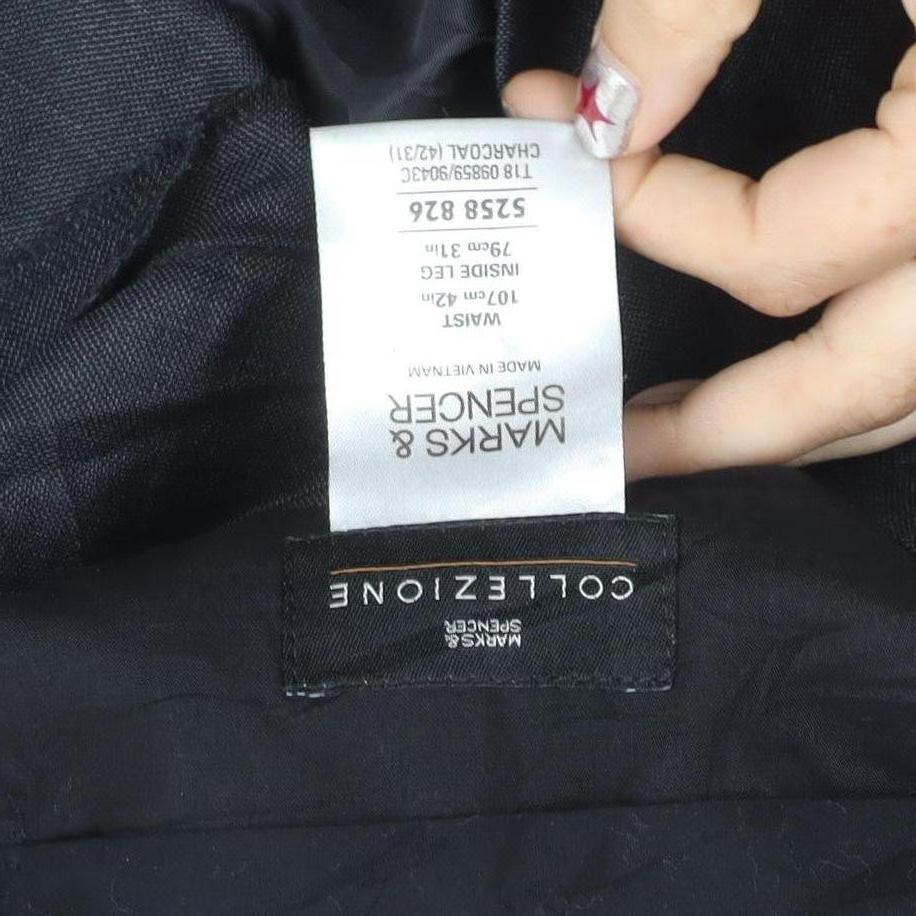 MARKS &
SPENCER
COLLEZIONE
MARKS &
SPENCER
MADE IN VIETNAM
WAIST
107cm 42in
INSIDE LEG
79cm 31in
5258 826
T18 09859/9043C
CHARCOAL (42/31)